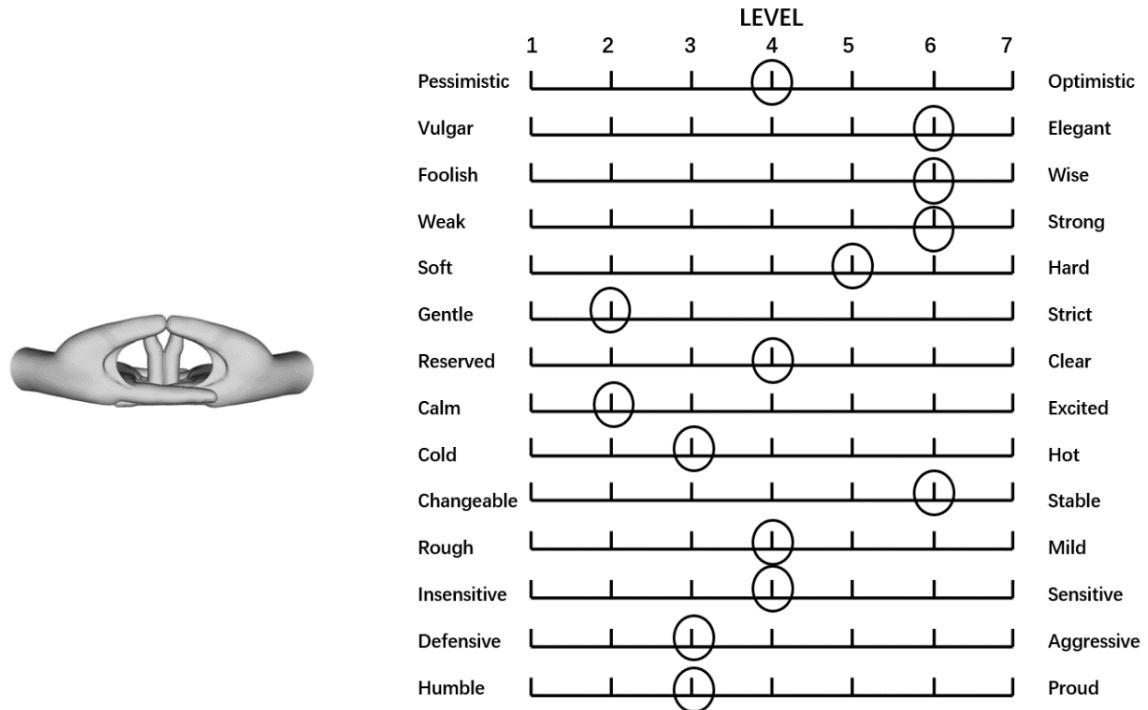 LEVEL
1 2 3 4 5 6 7
Pessimistic Optimistic
Vulgar Elegant
Foolish Wise
Weak Strong
Soft Hard
Gentle Strict
Reserved Clear
Calm Excited
Cold Hot
Changeable Stable
Rough Mild
Insensitive Sensitive
Defensive Aggressive
Humble Proud